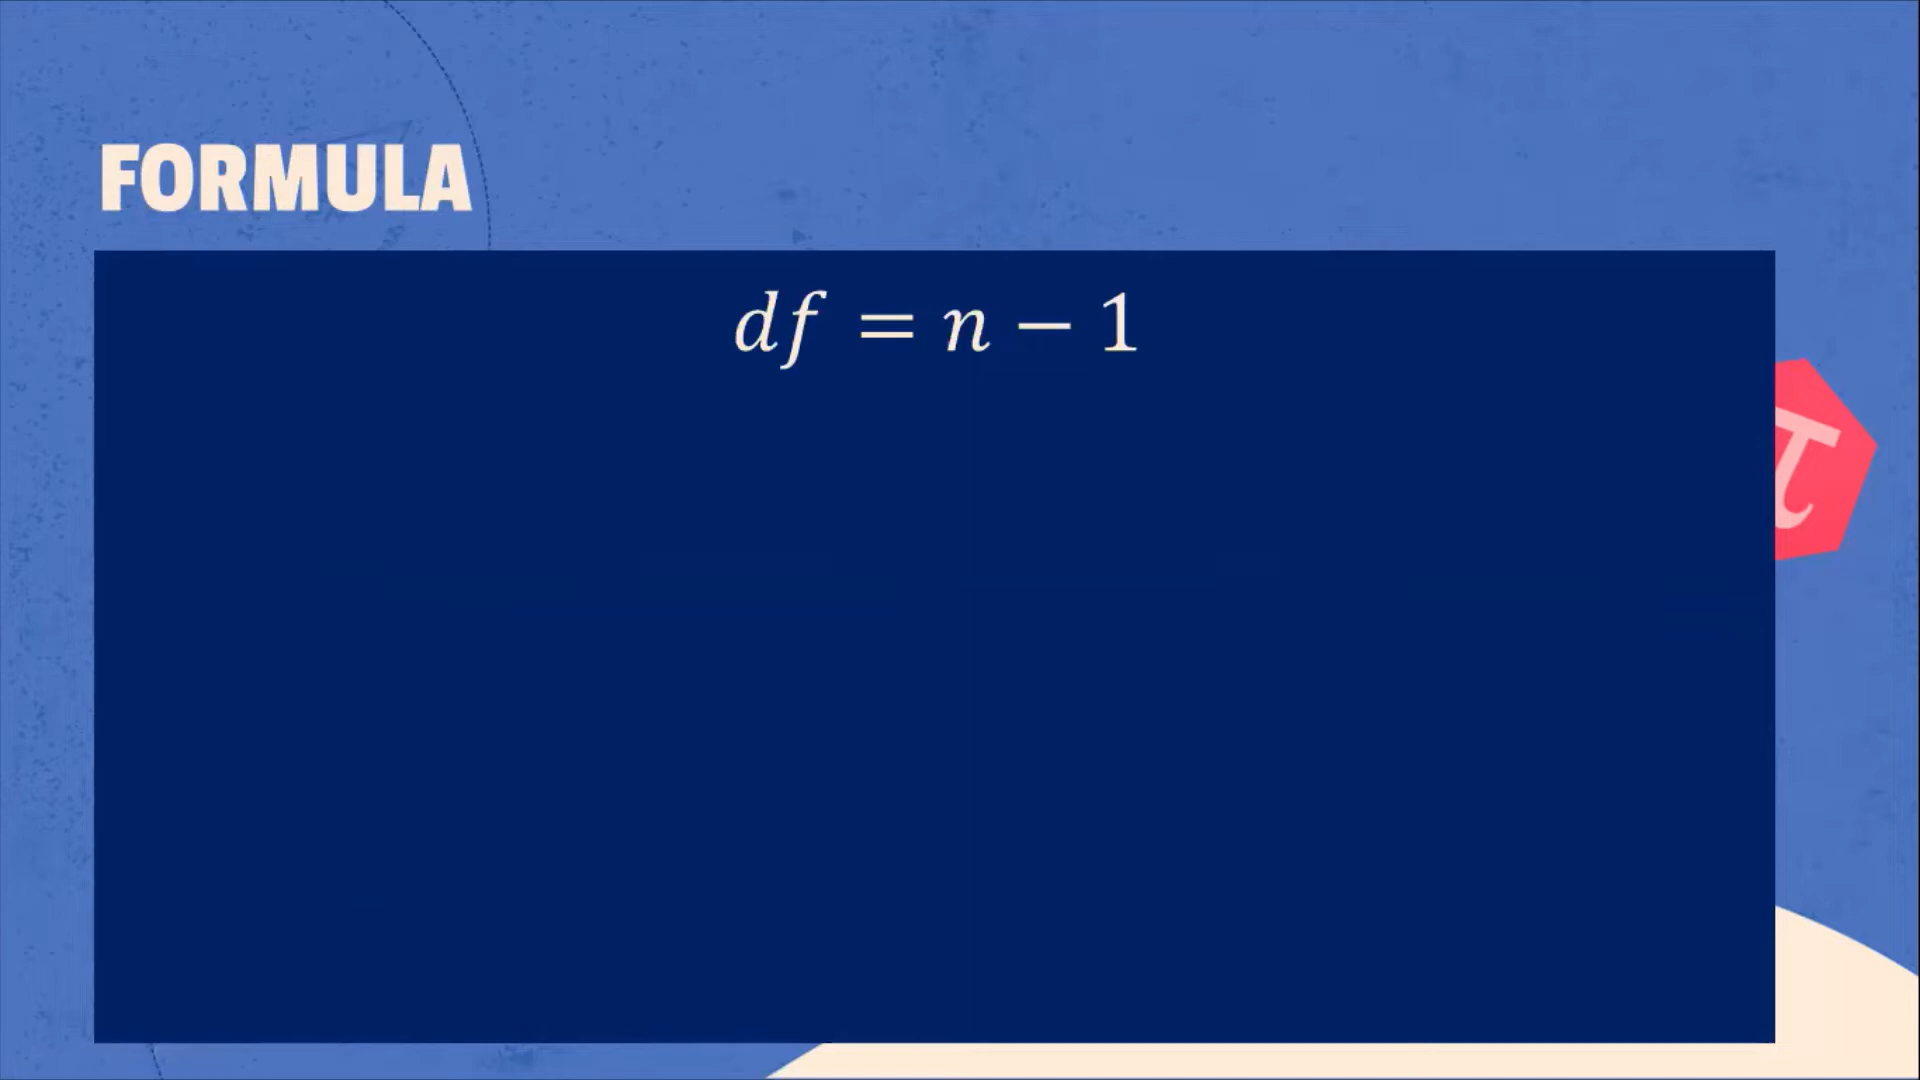 FORMULA
df = n − 1
π